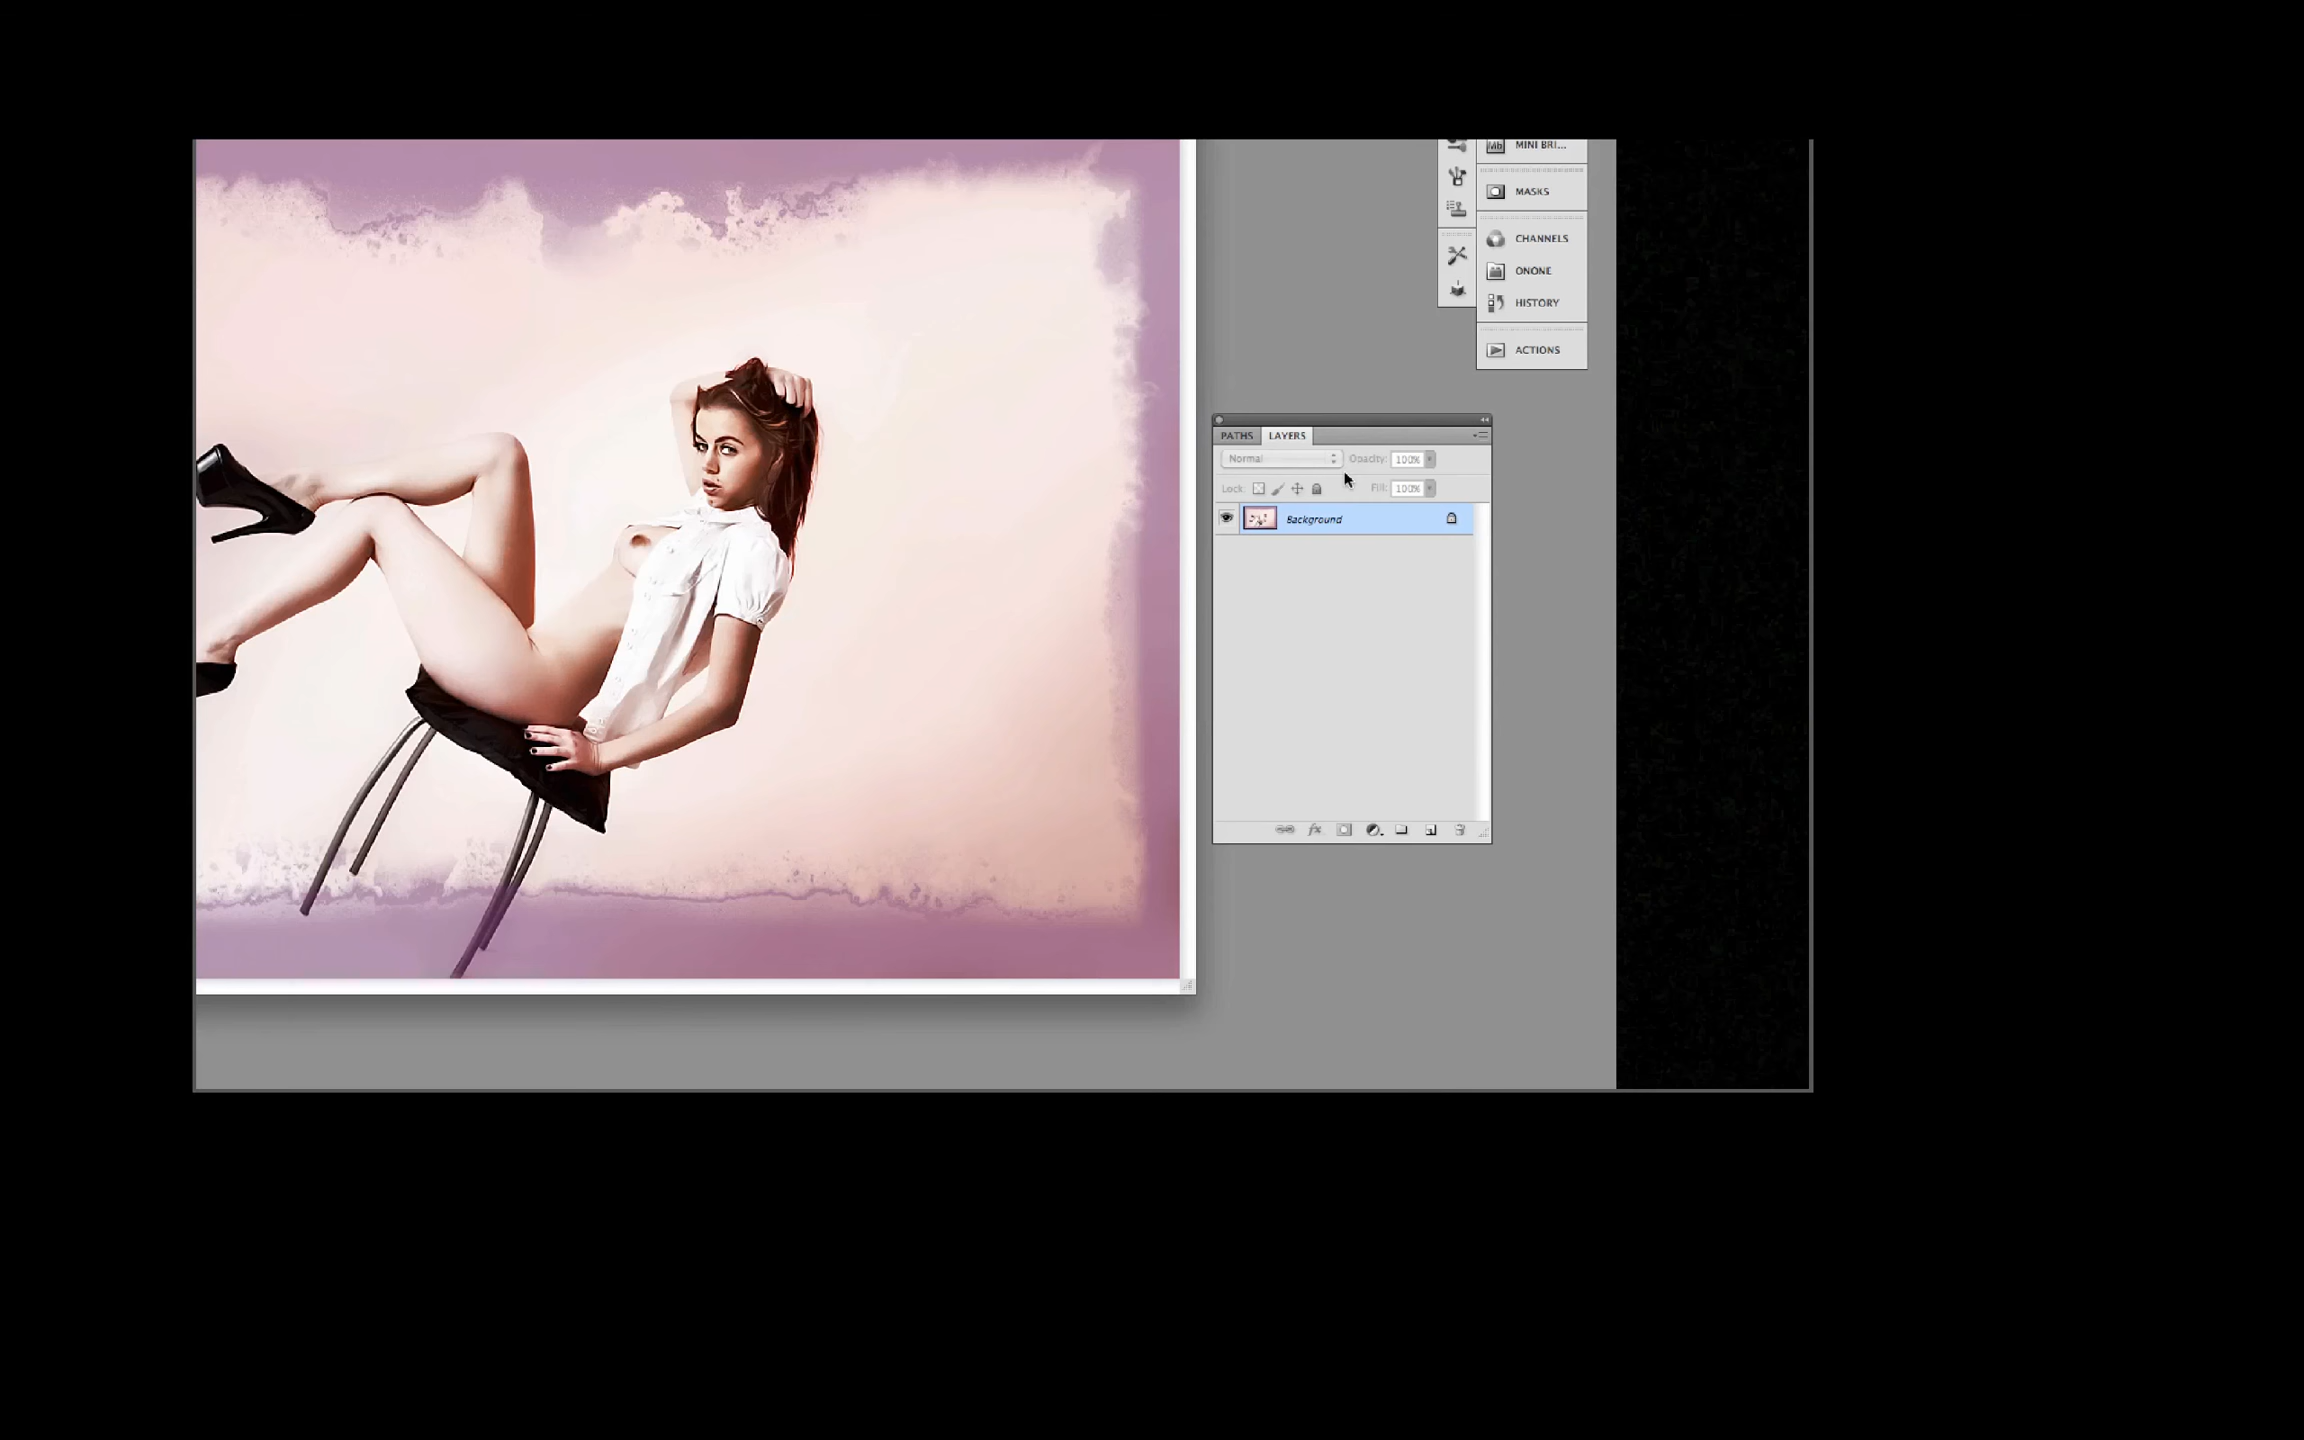 MINI BRI...
MASKS
CHANNELS
ONONE
HISTORY
ACTIONS
PATHS LAYERS
Normal Opacity: 100%
Lock: Fill: 100%
Background